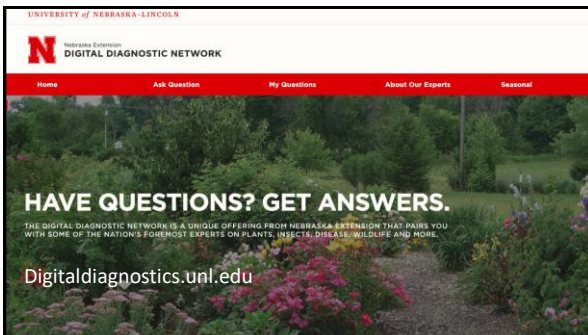 UNIVERSITY of NEBRASKA–LINCOLN
N
Nebraska Extension
DIGITAL DIAGNOSTIC NETWORK
Home Ask Question My Questions About Our Experts Seasonal
HAVE QUESTIONS? GET ANSWERS.
THE DIGITAL DIAGNOSTIC NETWORK IS A UNIQUE OFFERING FROM NEBRASKA EXTENSION THAT PAIRS YOU
WITH SOME OF THE NATION'S FOREMOST EXPERTS ON PLANTS, INSECTS, DISEASE, WILDLIFE AND MORE.
Digitaldiagnostics.unl.edu